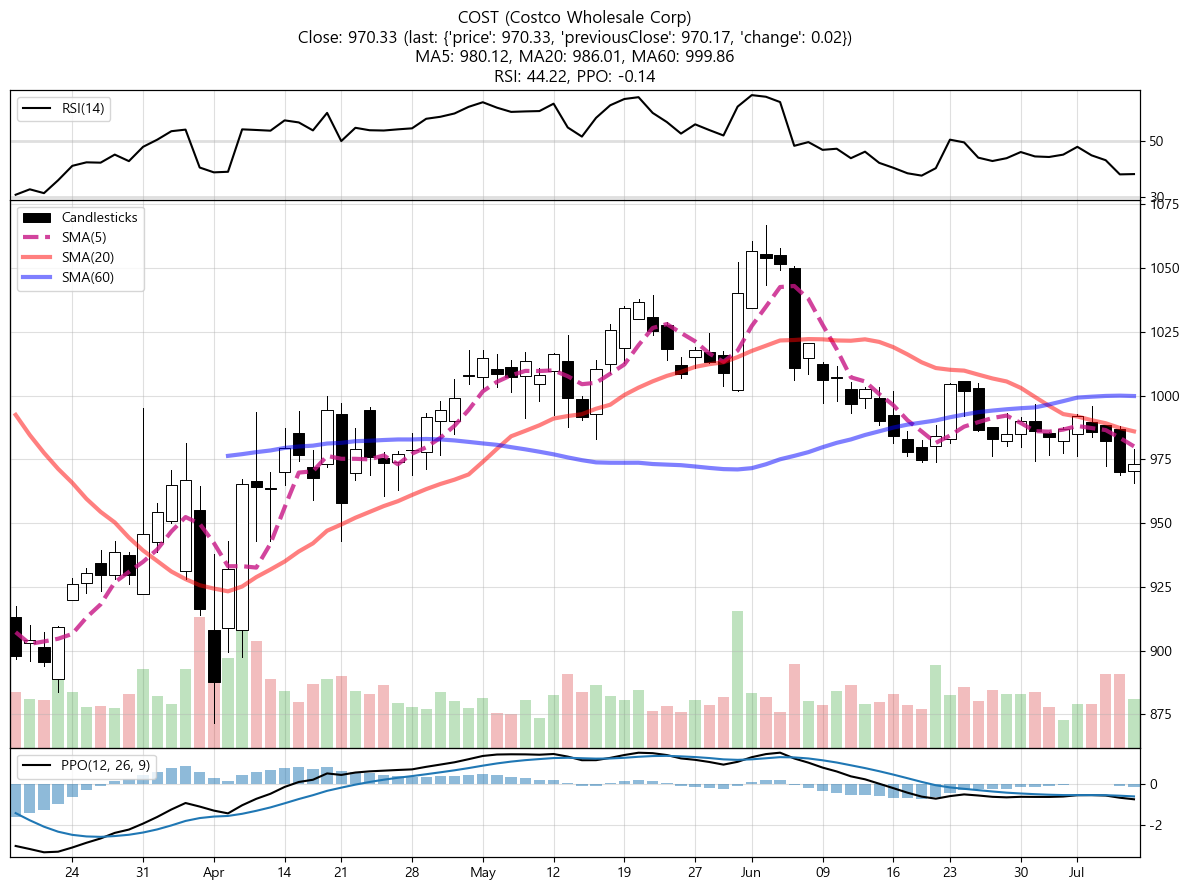 COST (Costco Wholesale Corp)
Close: 970.33 (last: {'price': 970.33, 'previousClose': 970.17, 'change': 0.02})
MA5: 980.12, MA20: 986.01, MA60: 999.86
RSI: 44.22, PPO: -0.14
RSI(14)
50
30
1075
Candlesticks
SMA(5)
SMA(20)
SMA(60)
1050
1025
1000
975
950
925
900
875
PPO(12, 26, 9)
0
-2
24 31 Apr 14 21 28 May 12 19 27 Jun 09 16 23 30 Jul